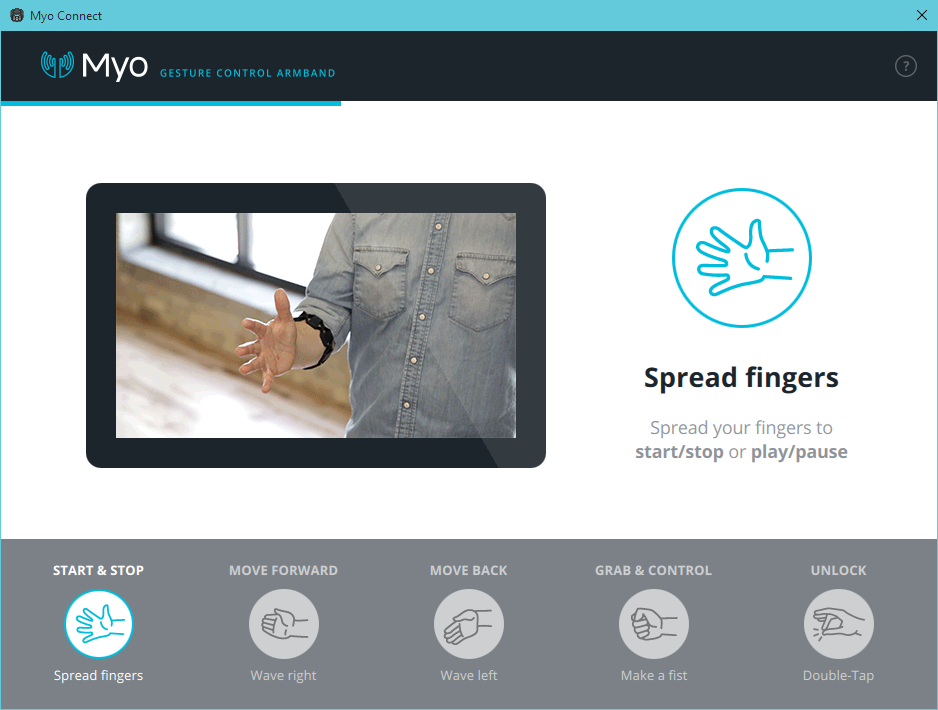 Myo Connect
Myo GESTURE CONTROL ARMBAND
?
Spread fingers
Spread your fingers to
start/stop or play/pause
START & STOP
MOVE FORWARD
MOVE BACK
GRAB & CONTROL
UNLOCK
Spread fingers
Wave right
Wave left
Make a fist
Double-Tap